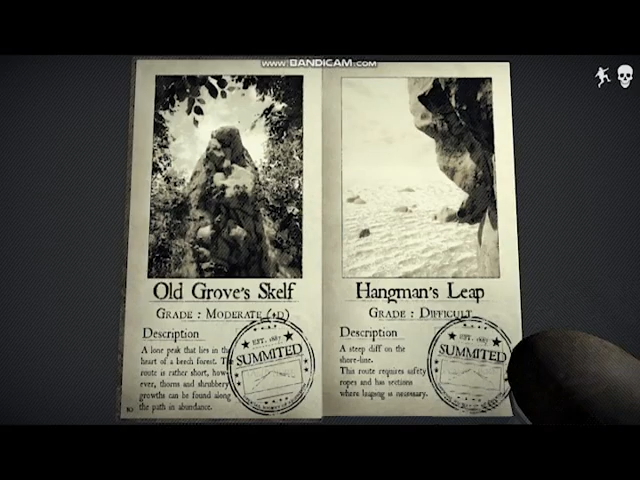 WWW.BANDICAM.COM
Old Grove's Skelf
Grade : Moderate (+D)
Description
A lone peak that lies in the
heart of a beech forest. The
route is rather short, how-
ever, thorns and shrubbery
growths can be found along
the path in abundance.
EST. 1887
SUMMITED
Hangman's Leap
Grade : Difficult
Description
A steep diff on the
shore-line.
This route requires safety
ropes and has sections
where leaping is necessary.
EST. 1887
SUMMITED